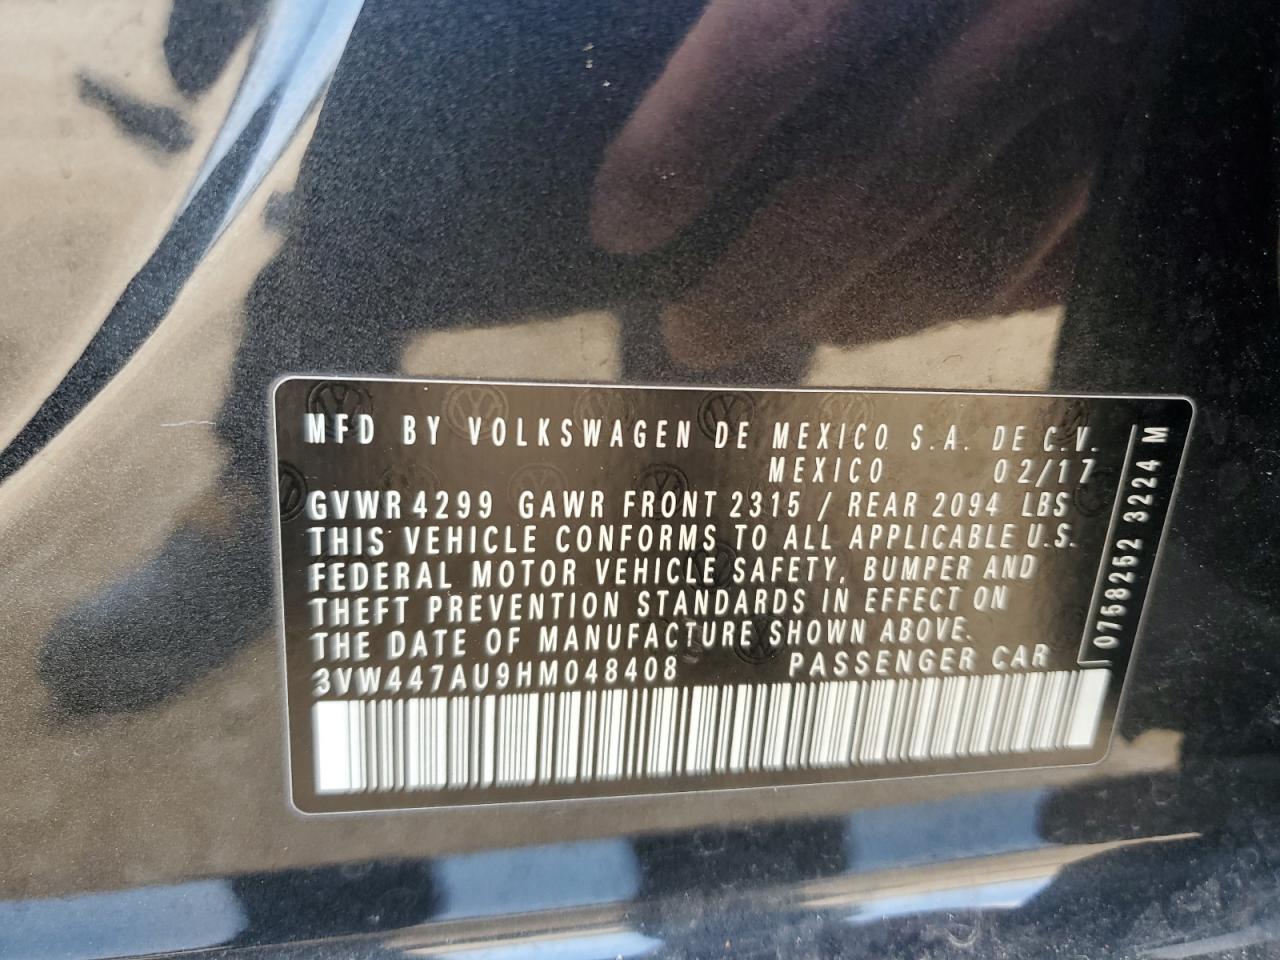 MFD BY VOLKSWAGEN DE MEXICO S.A. DE C.V.
MEXICO 02/17
GVWR 4299 GAWR FRONT 2315 / REAR 2094 LBS
THIS VEHICLE CONFORMS TO ALL APPLICABLE U.S.
FEDERAL MOTOR VEHICLE SAFETY, BUMPER AND
THEFT PREVENTION STANDARDS IN EFFECT ON
THE DATE OF MANUFACTURE SHOWN ABOVE.
3VW447AU9HM048408 PASSENGER CAR
0758252 3224 M